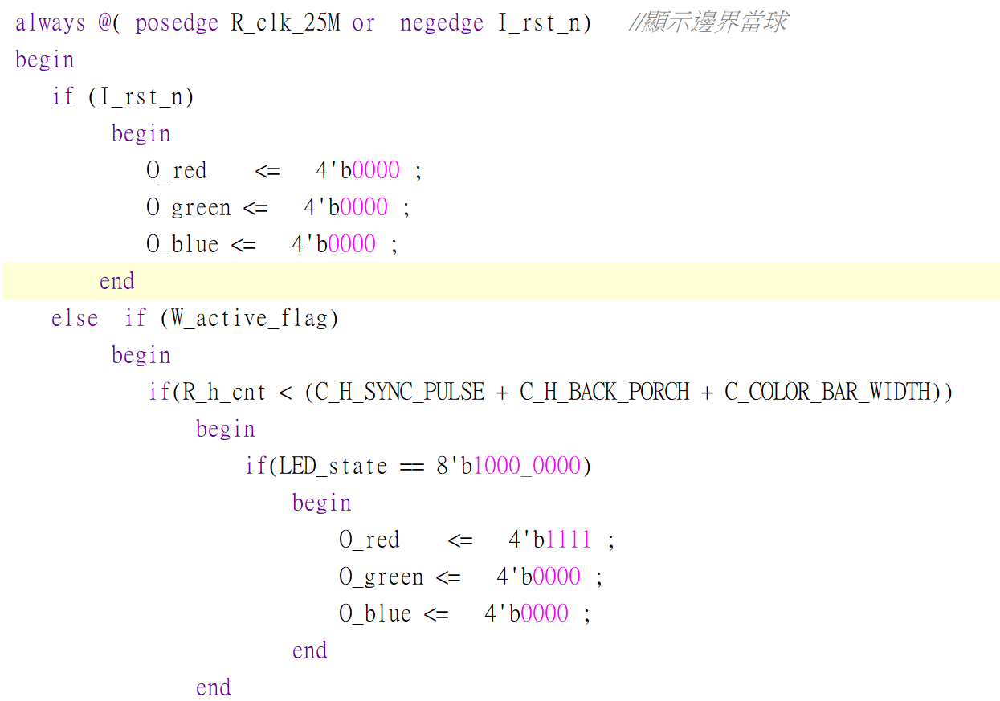 always @( posedge R_clk_25M or  negedge I_rst_n)   //顯示邊界當球
begin
if (I_rst_n)
begin
O_red    <=   4'b0000 ;
O_green <=   4'b0000 ;
O_blue <=   4'b0000 ;
end
else  if (W_active_flag)
begin
if(R_h_cnt < (C_H_SYNC_PULSE + C_H_BACK_PORCH + C_COLOR_BAR_WIDTH))
begin
if(LED_state == 8'b1000_0000)
begin
O_red    <=   4'b1111 ;
O_green <=   4'b0000 ;
O_blue <=   4'b0000 ;
end
end